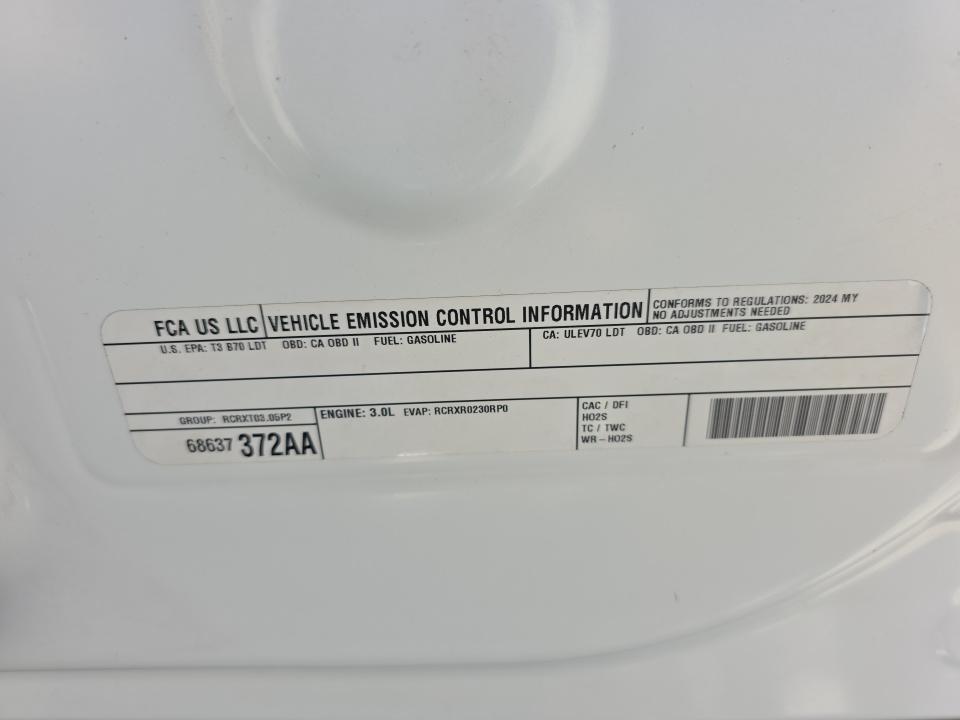 FCA US LLC
VEHICLE EMISSION CONTROL INFORMATION
CONFORMS TO REGULATIONS: 2024 MY
NO ADJUSTMENTS NEEDED
U.S. EPA: T3 B70 LDT OBD: CA OBD II FUEL: GASOLINE
CA: ULEV70 LDT OBD: CA OBD II FUEL: GASOLINE
GROUP: RCRXT03.05P2
68637 372AA
ENGINE: 3.0L EVAP: RCRXR0230RP0
CAC / DFI
HO2S
TC / TWC
WR-HO2S